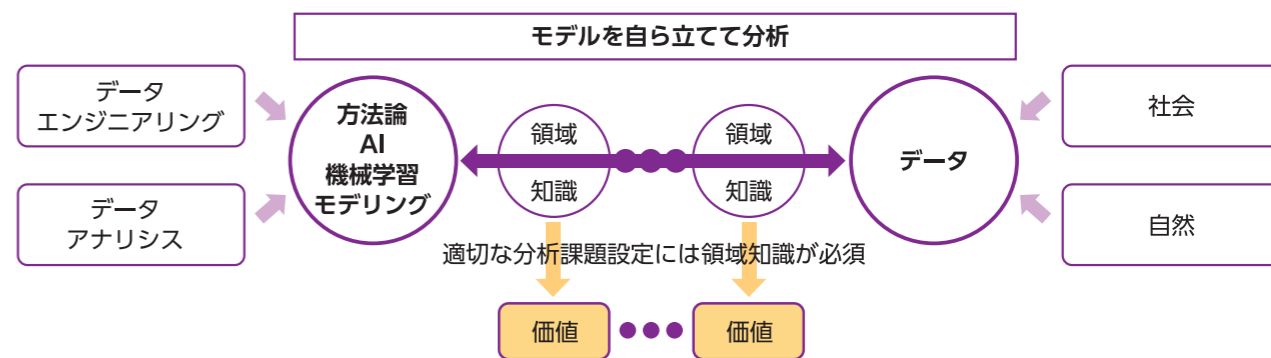 モデルを自ら立てて分析
データ
エンジニアリング
データ
アナリシス
方法論
AI
機械学習
モデリング
領域
知識
領域
知識
データ
社会
自然
適切な分析課題設定には領域知識が必須
価値
価値